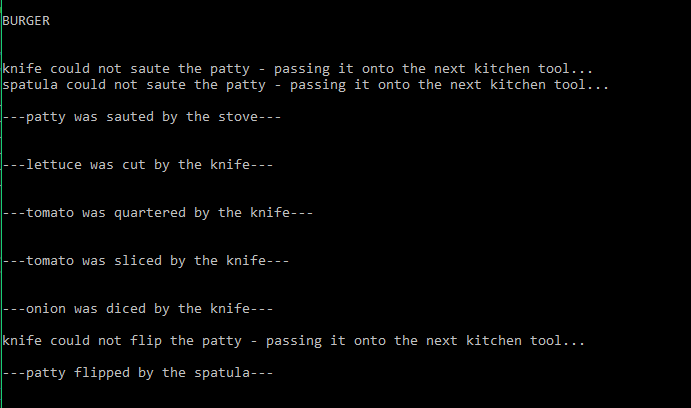 BURGER
knife could not saute the patty - passing it onto the next kitchen tool...
spatula could not saute the patty - passing it onto the next kitchen tool...
---patty was sauted by the stove---
---lettuce was cut by the knife---
---tomato was quartered by the knife---
---tomato was sliced by the knife---
---onion was diced by the knife---
knife could not flip the patty - passing it onto the next kitchen tool...
---patty flipped by the spatula---